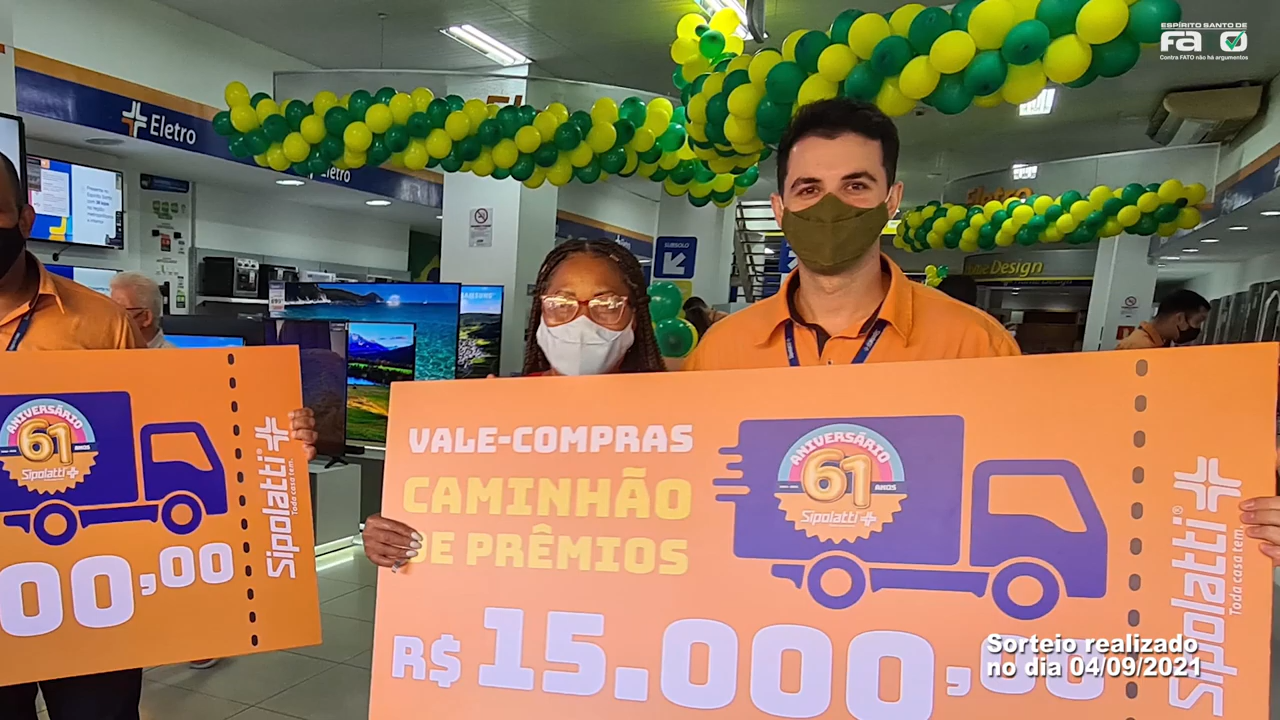 ESPÍRITO SANTO DE
FATO
Contra FATO não há argumentos
Eletro
Eletro
SUBSOLO
Design
SAMSUNG
ANIVERSÁRIO
61
Sipolatti
00,00
Sipolatti
Toda casa tem.
VALE-COMPRAS
CAMINHÃO
DE PRÊMIOS
R$ 15.000,00
ANIVERSÁRIO
61
ANOS
Sipolatti
Sipolatti®
Toda casa tem.
Sorteio realizado
no dia 04/09/2021